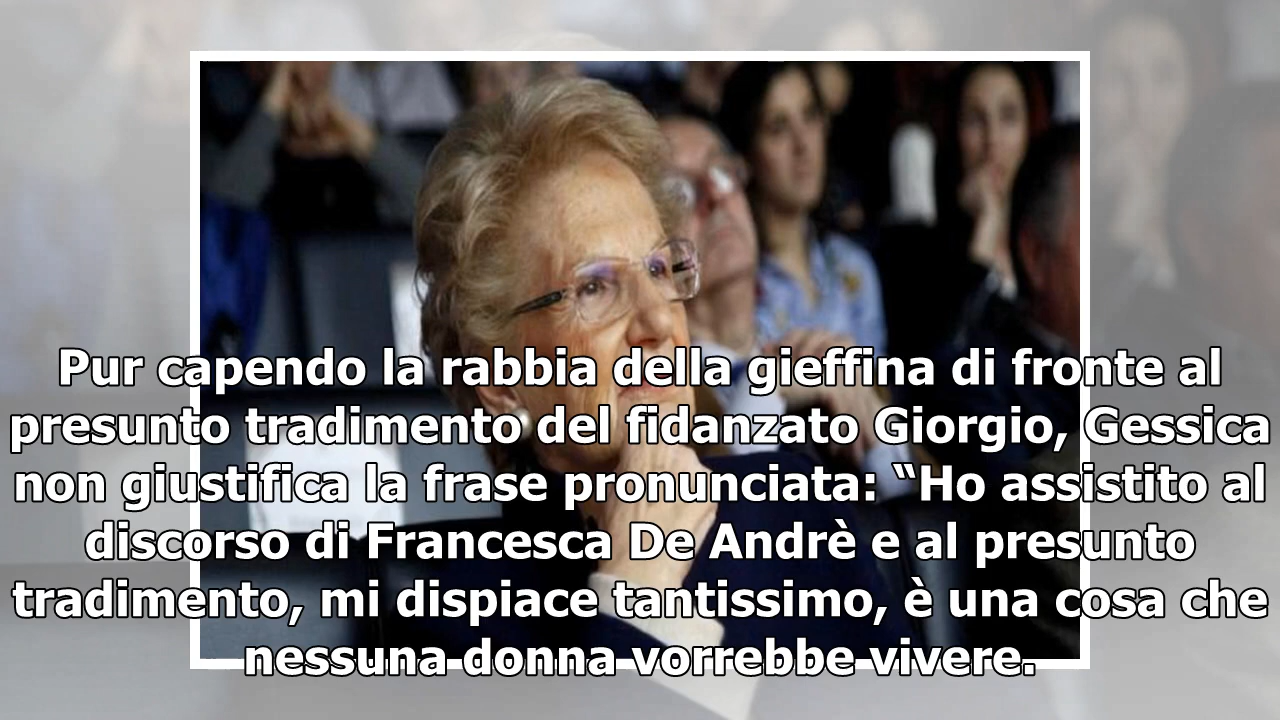 Pur capendo la rabbia della gieffina di fronte al
presunto tradimento del fidanzato Giorgio, Gessica
non giustifica la frase pronunciata: “Ho assistito al
discorso di Francesca De Andrè e al presunto
tradimento, mi dispiace tantissimo, è una cosa che
nessuna donna vorrebbe vivere.